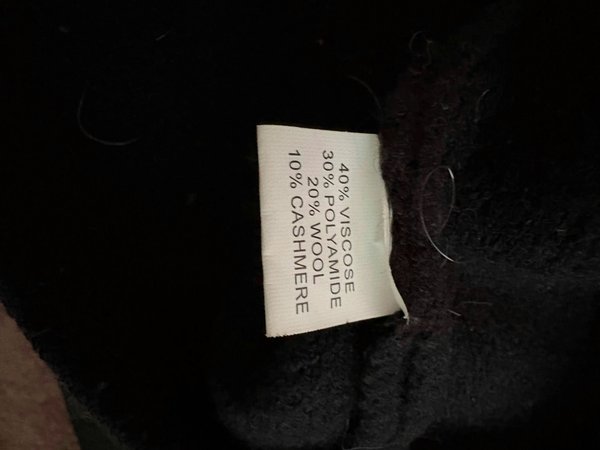 40% VISCOSE
30% POLYAMIDE
20% WOOL
10% CASHMERE